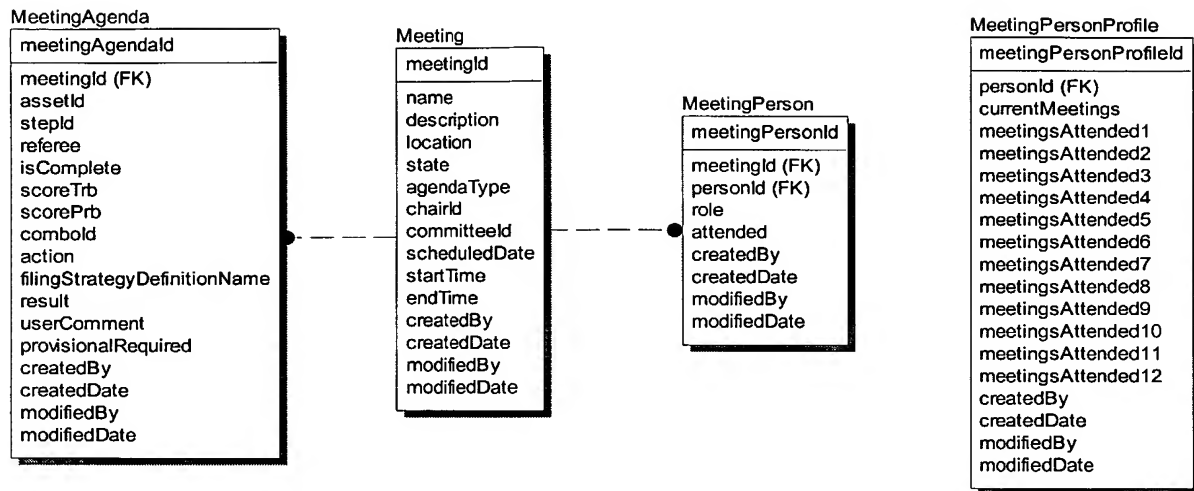 MeetingAgenda
meetingAgendaId
meetingId (FK)
assetId
stepId
referee
isComplete
scoreTrb
scorePrb
comboId
action
filingStrategyDefinitionName
result
userComment
provisionalRequired
createdBy
createdDate
modifiedBy
modifiedDate
Meeting
meetingId
name
description
location
state
agendaType
chairId
committeeId
scheduledDate
startTime
endTime
createdBy
createdDate
modifiedBy
modifiedDate
MeetingPerson
meetingPersonId
meetingId (FK)
personId (FK)
role
attended
createdBy
createdDate
modifiedBy
modifiedDate
MeetingPersonProfile
meetingPersonProfileId
personId (FK)
currentMeetings
meetingsAttended1
meetingsAttended2
meetingsAttended3
meetingsAttended4
meetingsAttended5
meetingsAttended6
meetingsAttended7
meetingsAttended8
meetingsAttended9
meetingsAttended10
meetingsAttended11
meetingsAttended12
createdBy
createdDate
modifiedBy
modifiedDate